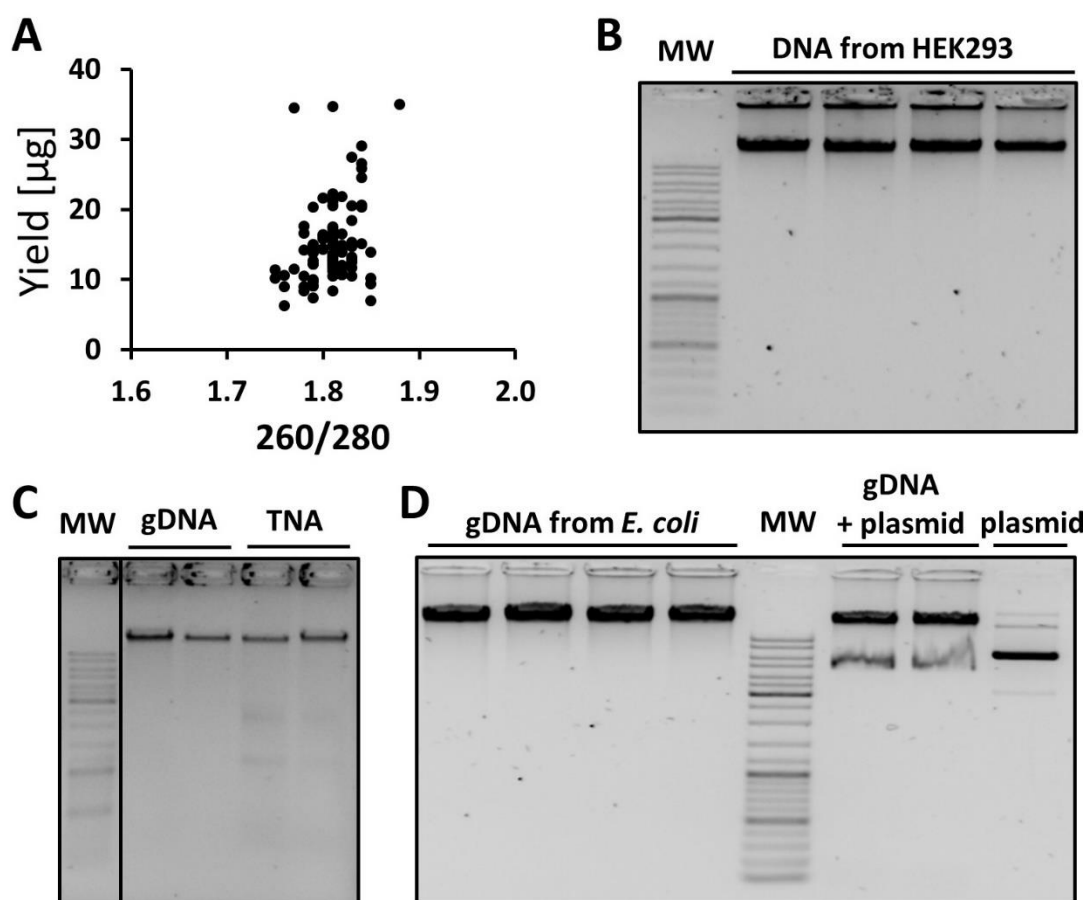 A
Yield [µg]
40
30
20
10
0
1.6 1.7 1.8 1.9 2.0
260/280
B
MW DNA from HEK293
C
MW gDNA TNA
D
gDNA from E. coli MW gDNA
+ plasmid plasmid